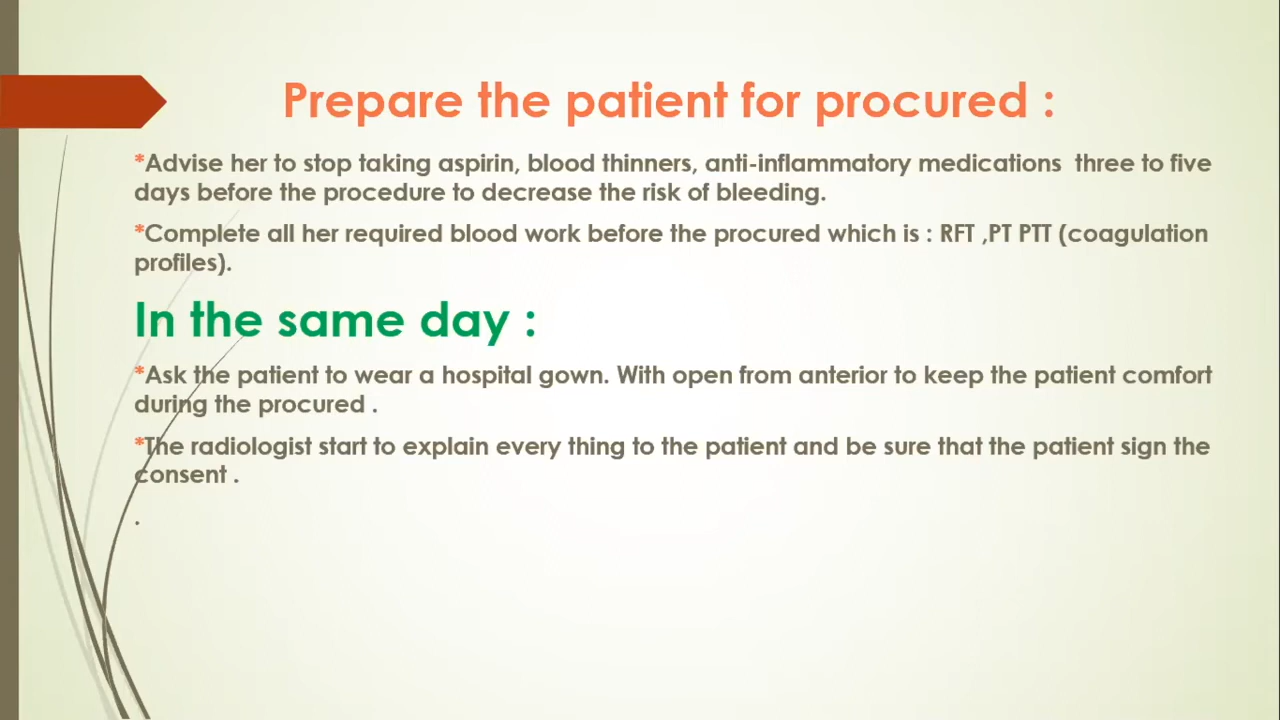 Prepare the patient for procured :
*Advise her to stop taking aspirin, blood thinners, anti-inflammatory medications three to five
days before the procedure to decrease the risk of bleeding.
*Complete all her required blood work before the procured which is : RFT ,PT PTT (coagulation
profiles).
In the same day :
*Ask the patient to wear a hospital gown. With open from anterior to keep the patient comfort
during the procured .
*The radiologist start to explain every thing to the patient and be sure that the patient sign the
consent .
.